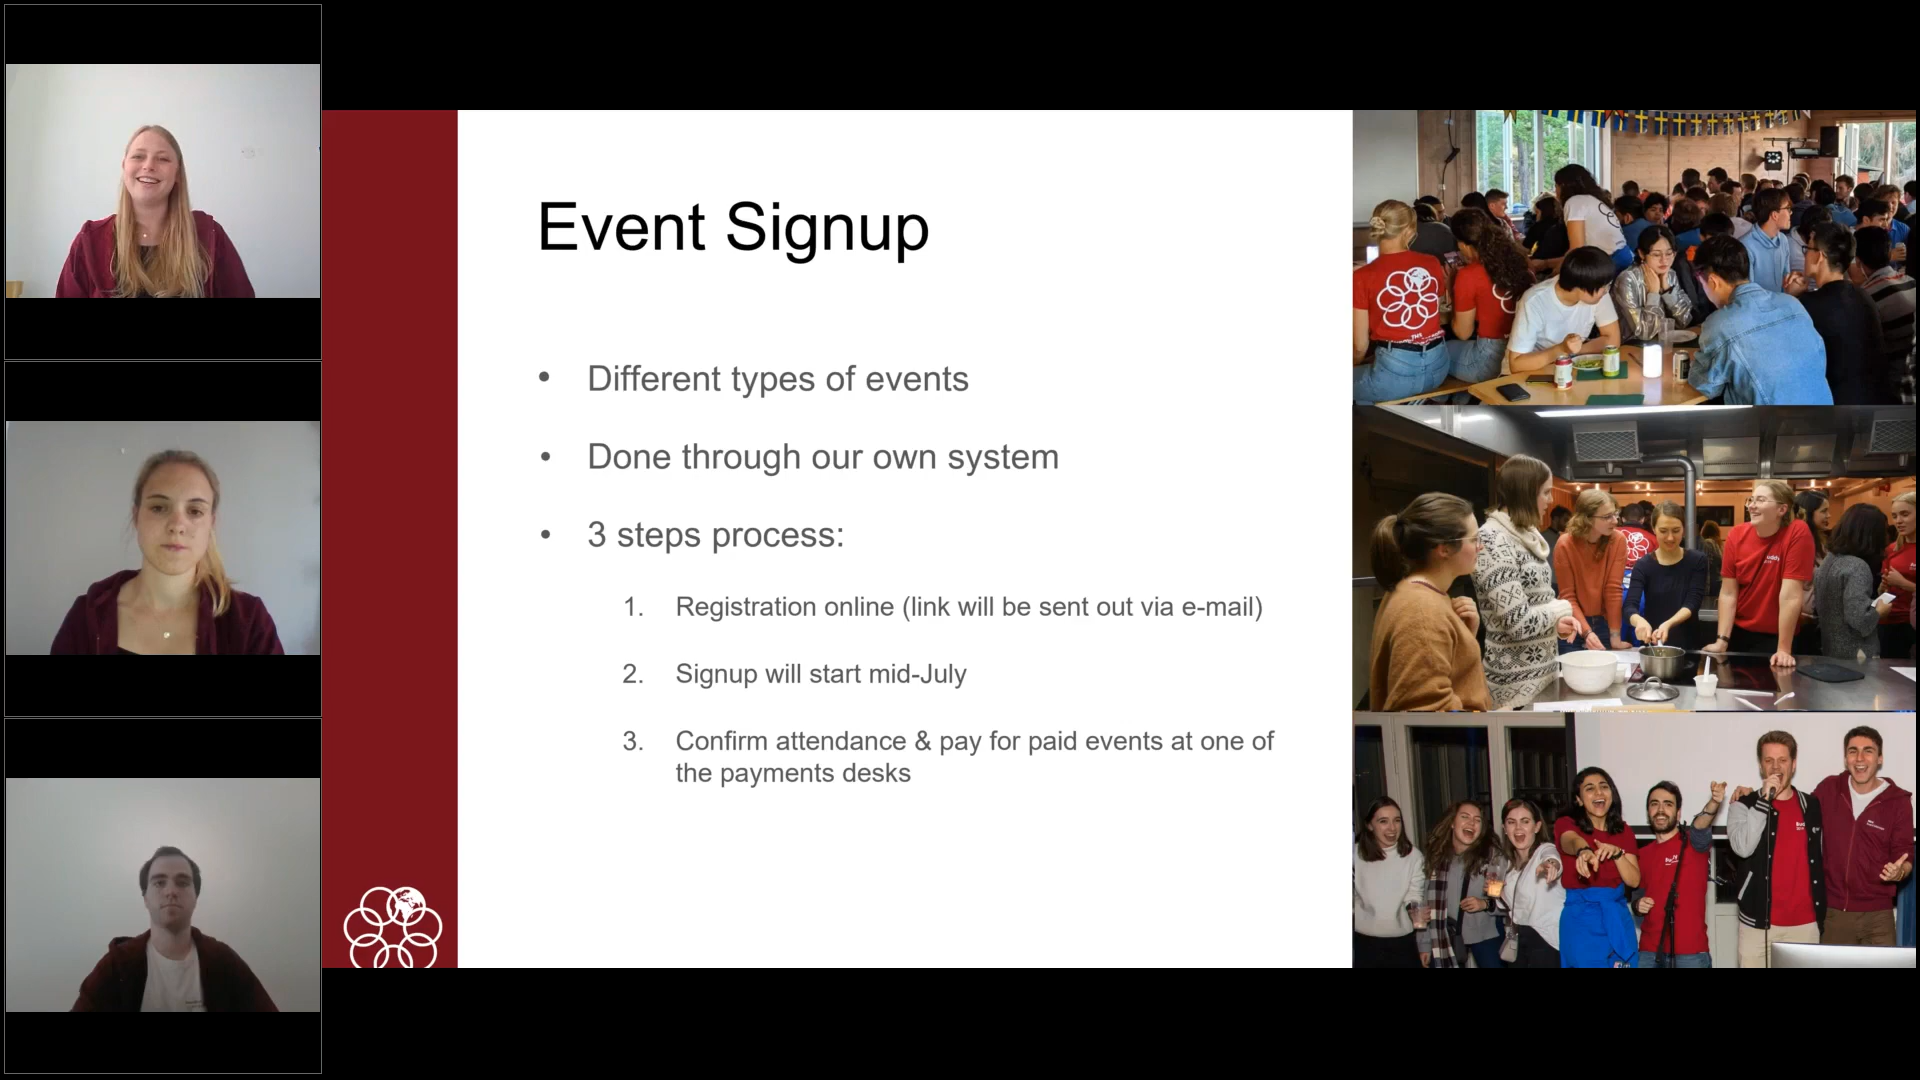 Event Signup
• Different types of events
• Done through our own system
• 3 steps process:
1. Registration online (link will be sent out via e-mail)
2. Signup will start mid-July
3. Confirm attendance & pay for paid events at one of
the payments desks